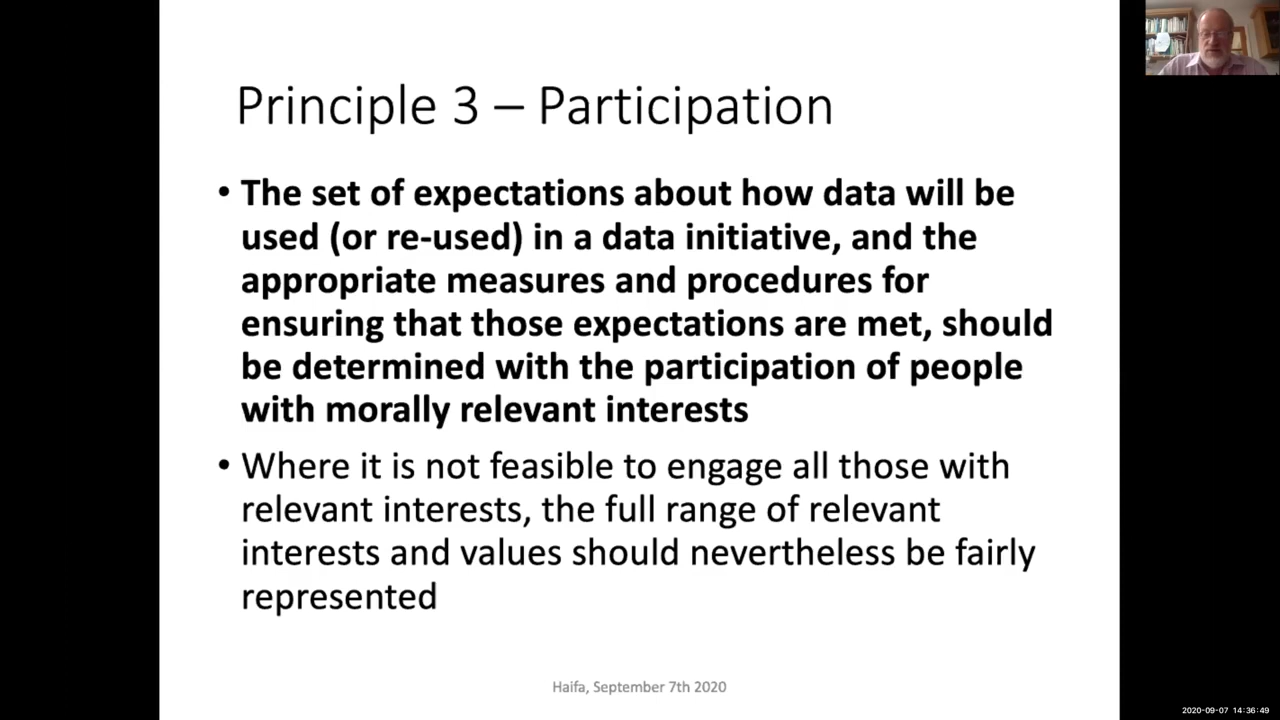 Principle 3 – Participation
• The set of expectations about how data will be
used (or re-used) in a data initiative, and the
appropriate measures and procedures for
ensuring that those expectations are met, should
be determined with the participation of people
with morally relevant interests
• Where it is not feasible to engage all those with
relevant interests, the full range of relevant
interests and values should nevertheless be fairly
represented
Haifa, September 7th 2020
2020-09-07 14:36:49